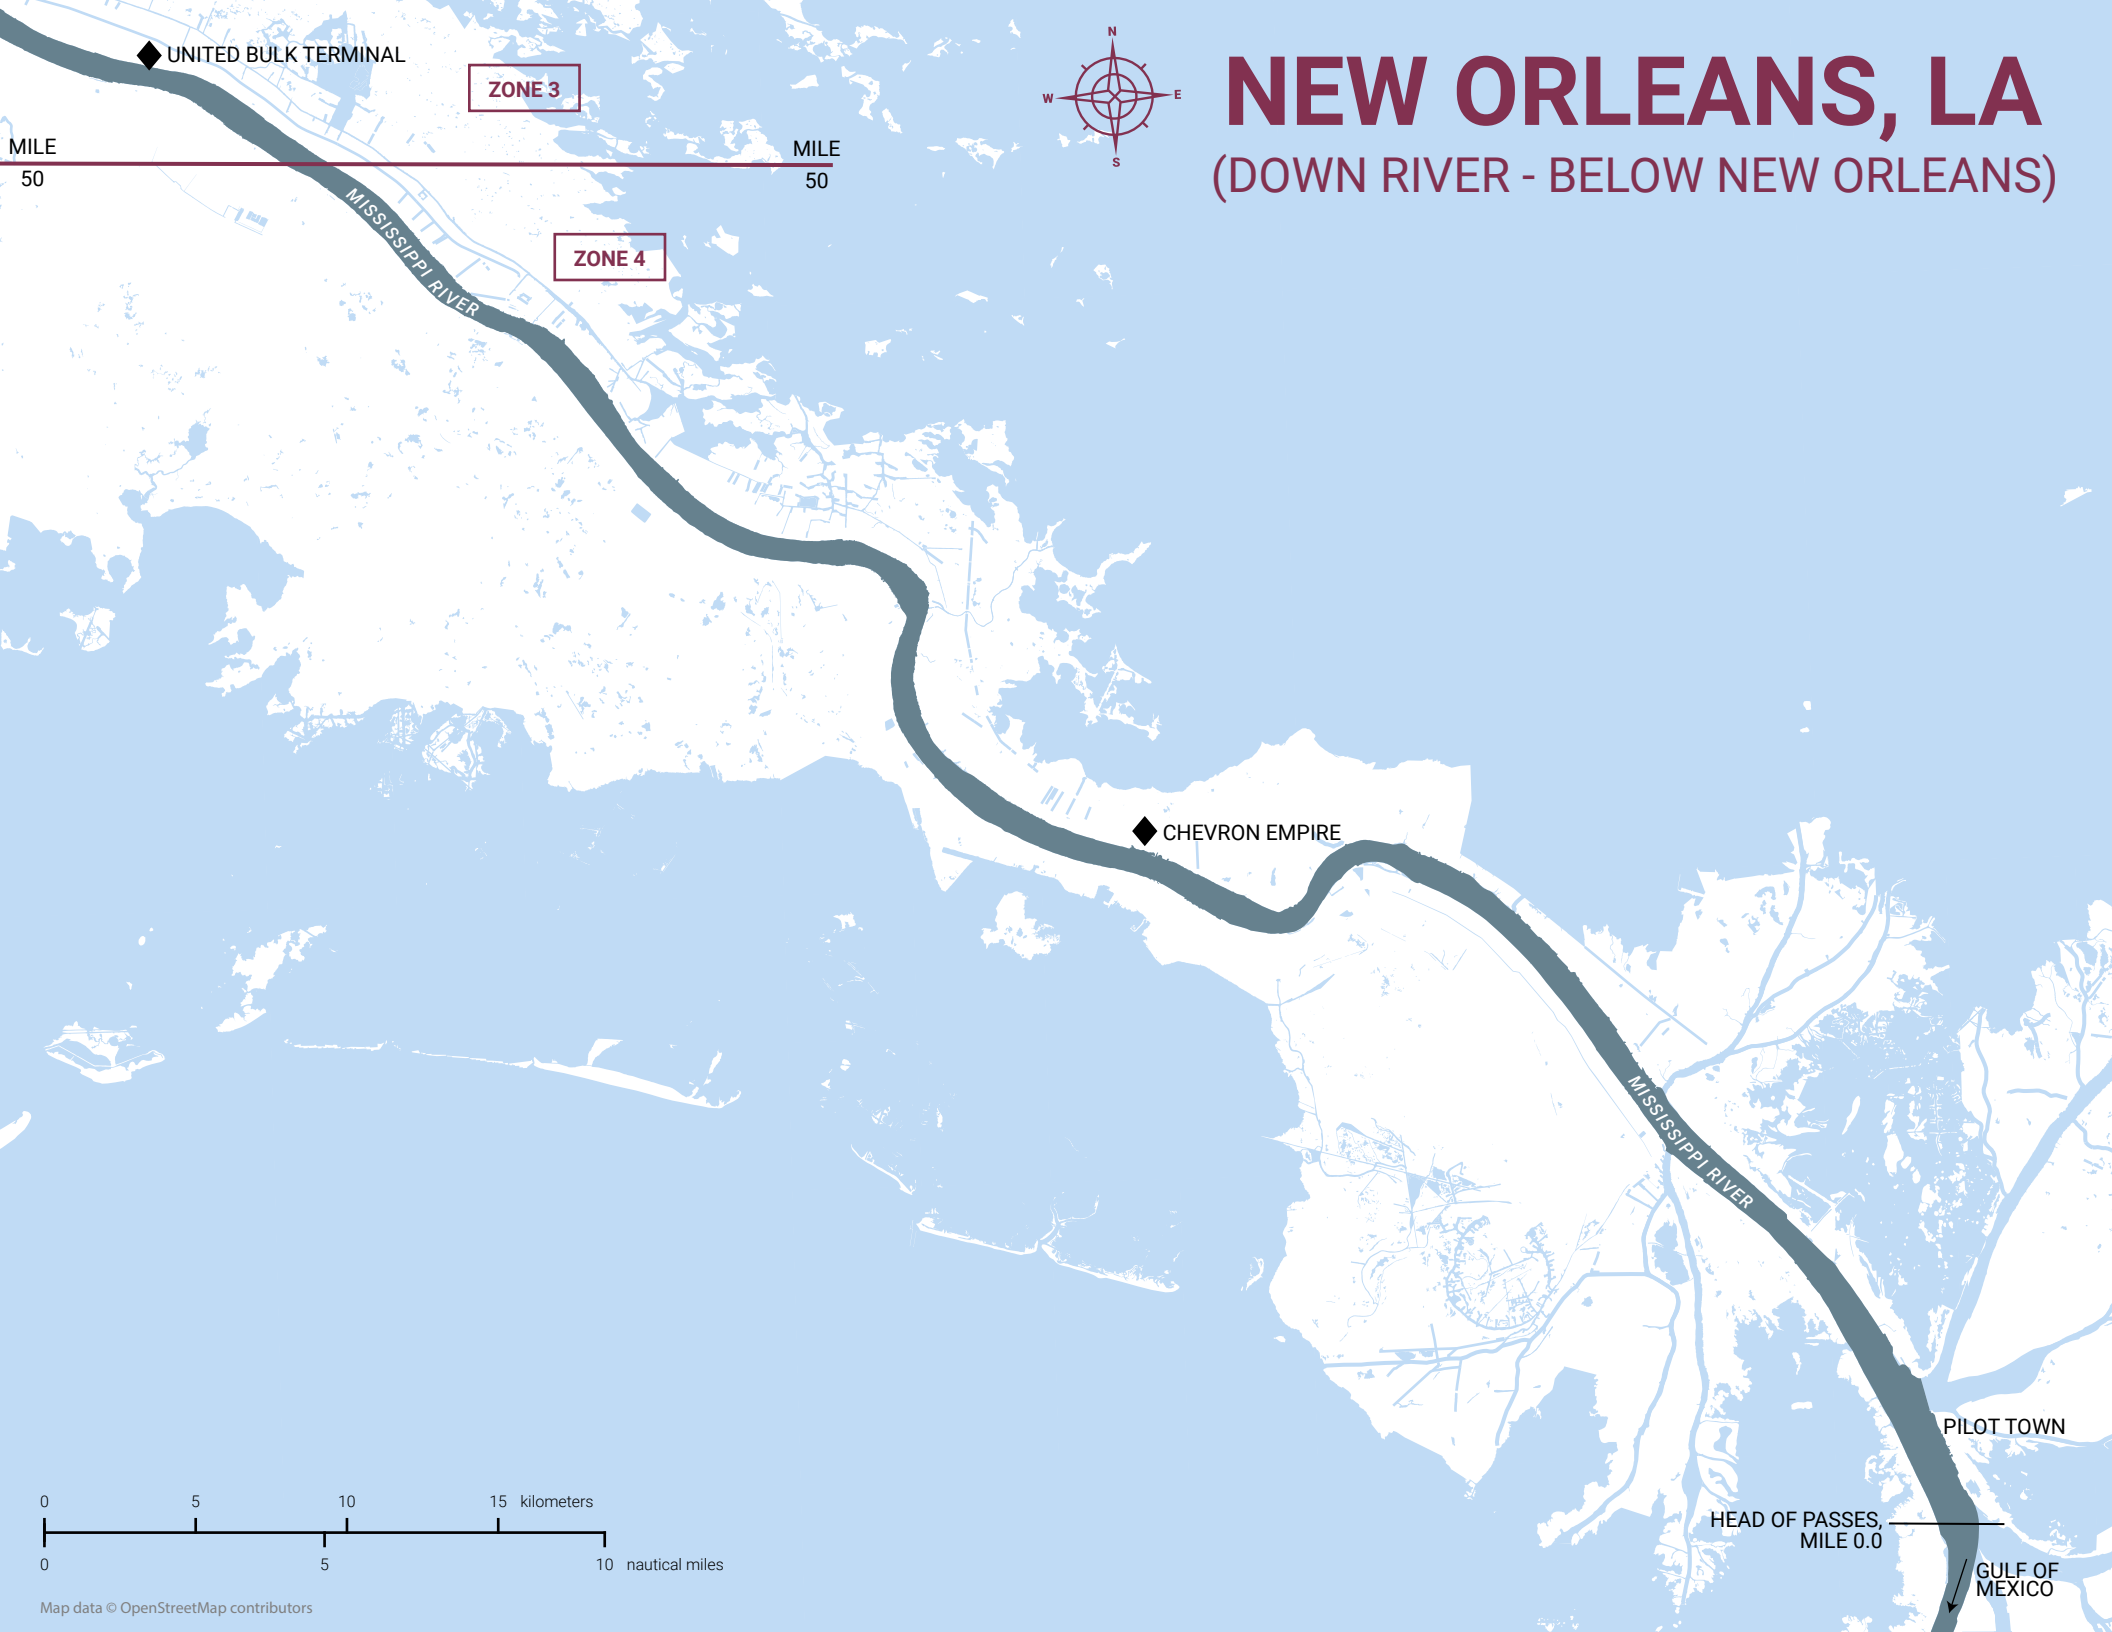 NEW ORLEANS, LA
(DOWN RIVER - BELOW NEW ORLEANS)
N
W
E
S
UNITED BULK TERMINAL
ZONE 3
MILE
50
MILE
50
MISSISSIPPI RIVER
ZONE 4
CHEVRON EMPIRE
MISSISSIPPI RIVER
PILOT TOWN
HEAD OF PASSES,
MILE 0.0
GULF OF
MEXICO
0 5 10 15 kilometers
0 5 10 nautical miles
Map data © OpenStreetMap contributors